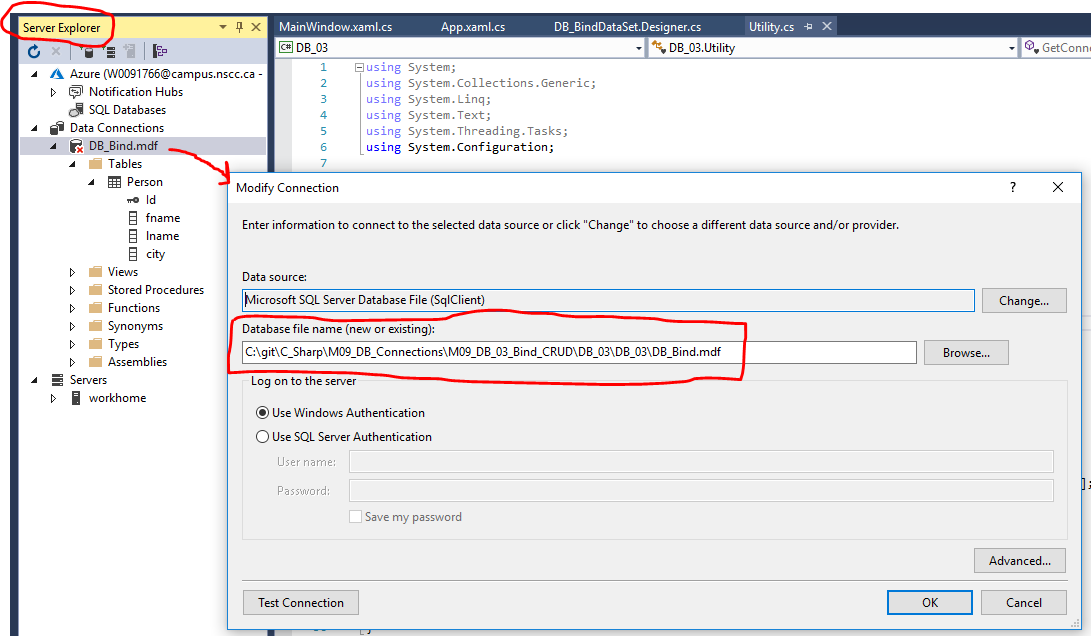 Server Explorer
MainWindow.xaml.cs
App.xaml.cs
DB_BindDataSet.Designer.cs
Utility.cs
C# DB_03
DB_03.Utility
Azure (W0091766@campus.nscc.ca -
Notification Hubs
SQL Databases
Data Connections
DB_Bind.mdf
Tables
Person
Id
fname
lname
city
Views
Stored Procedures
Functions
Synonyms
Types
Assemblies
Servers
workhome
1 using System;
2 using System.Collections.Generic;
3 using System.Linq;
4 using System.Text;
5 using System.Threading.Tasks;
6 using System.Configuration;
7
Modify Connection
?
Enter information to connect to the selected data source or click "Change" to choose a different data source and/or provider.
Data source:
Microsoft SQL Server Database File (SqlClient)
Change...
Database file name (new or existing):
C:\git\C_Sharp\M09_DB_Connections\M09_DB_03_Bind_CRUD\DB_03\DB_03\DB_Bind.mdf
Browse...
Log on to the server
Use Windows Authentication
Use SQL Server Authentication
User name:
Password:
Save my password
Advanced...
Test Connection
OK
Cancel
];
}